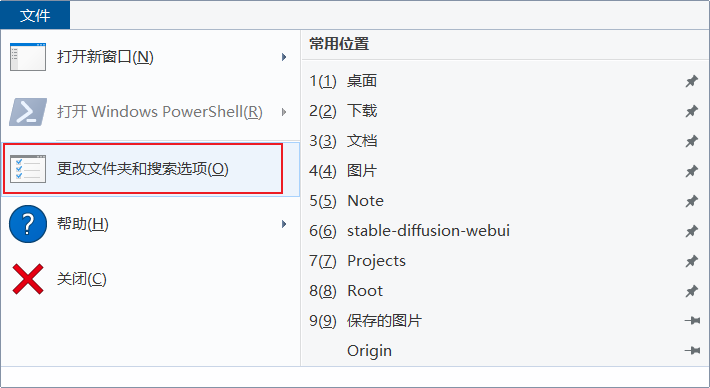 文件
打开新窗口(N)
打开 Windows PowerShell(R)
更改文件夹和搜索选项(O)
帮助(H)
关闭(C)
常用位置
1(1) 桌面
2(2) 下载
3(3) 文档
4(4) 图片
5(5) Note
6(6) stable-diffusion-webui
7(7) Projects
8(8) Root
9(9) 保存的图片
Origin